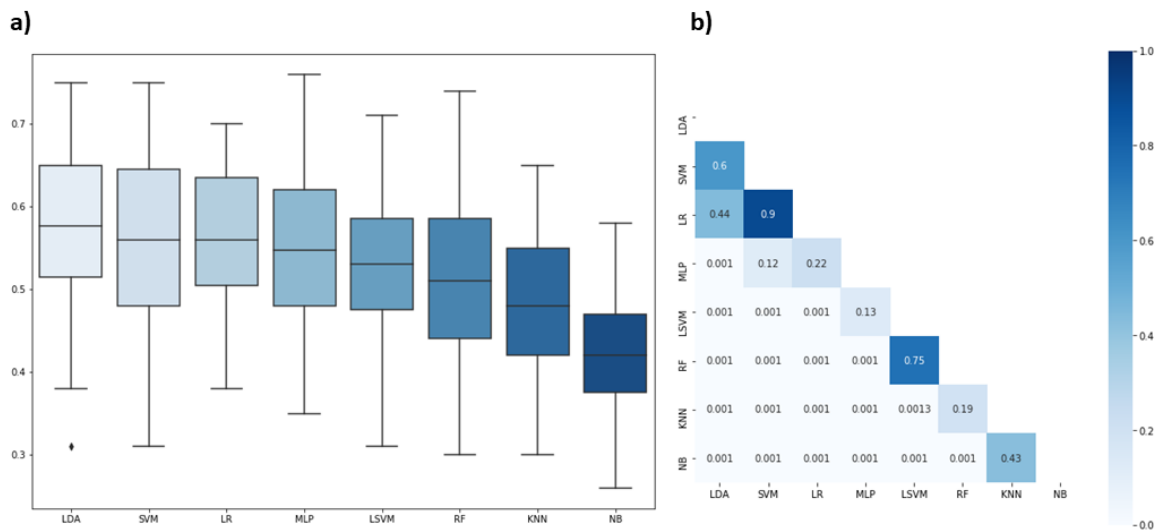 a)
0.7
0.6
0.5
0.4
0.3
LDA SVM LR MLP LSVM RF KNN NB
b)
LDA
SVM 0.6
LR 0.44 0.9
MLP 0.001 0.12 0.22
LSVM 0.001 0.001 0.001 0.13
RF 0.001 0.001 0.001 0.001 0.75
KNN 0.001 0.001 0.001 0.001 0.0013 0.19
NB 0.001 0.001 0.001 0.001 0.001 0.001 0.43
LDA SVM LR MLP LSVM RF KNN NB
1.0
0.8
0.6
0.4
0.2
0.0